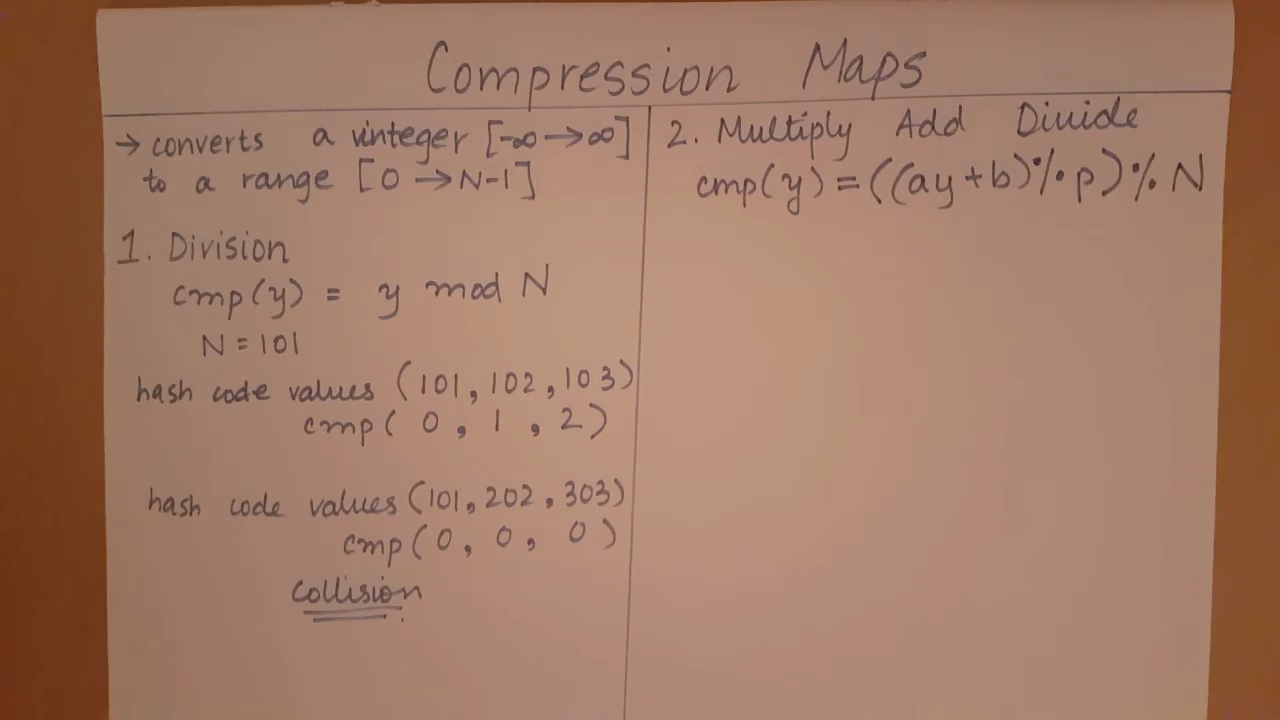 Compression Maps
→ converts a integer [-∞→∞]
to a range [0→N-1]
1. Division
cmp(y) = y mod N
N = 101
hash code values (101, 102, 103)
cmp( 0, 1, 2)
hash code values (101, 202, 303)
cmp(0, 0, 0)
Collision
2. Multiply Add Divide
cmp(y) = ((ay+b)%p)%N